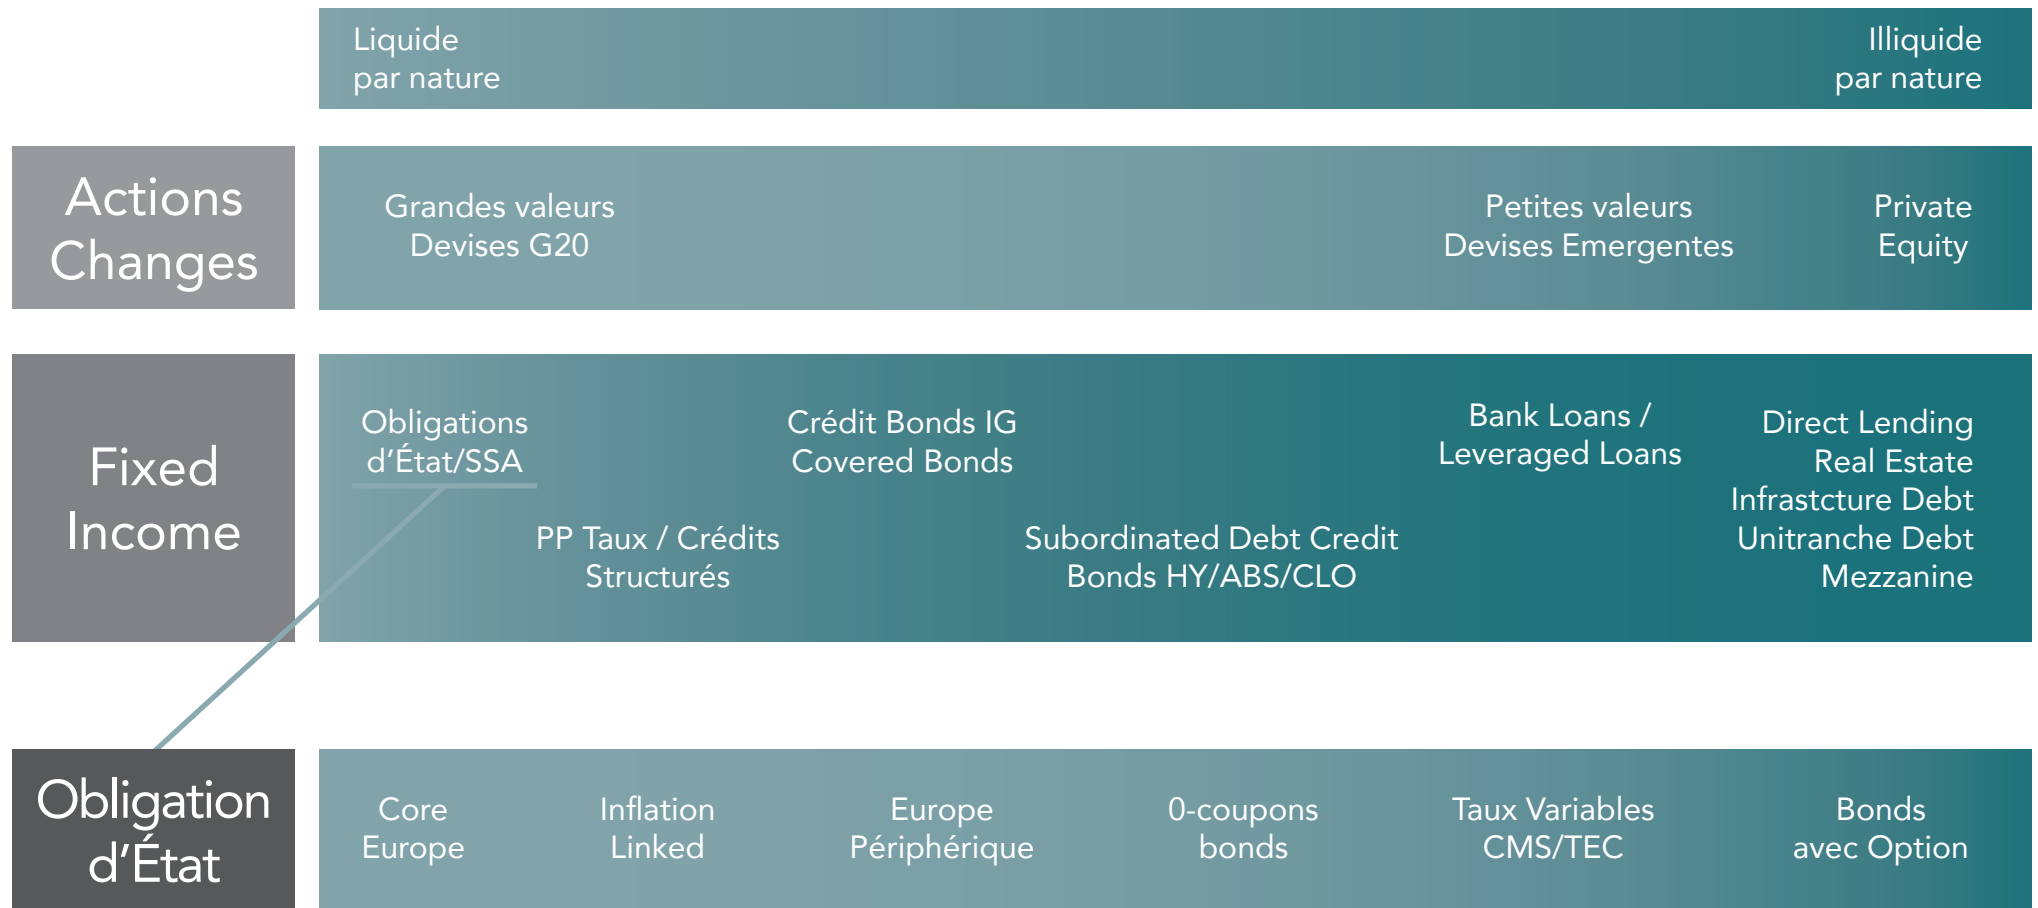 Liquide
par nature
Illiquide
par nature
Actions
Changes
Grandes valeurs
Devises G20
Petites valeurs
Devises Emergentes
Private
Equity
Fixed
Income
Obligations
d’État/SSA
PP Taux / Crédits
Structurés
Crédit Bonds IG
Covered Bonds
Subordinated Debt Credit
Bonds HY/ABS/CLO
Bank Loans /
Leveraged Loans
Direct Lending
Real Estate
Infrastcture Debt
Unitranche Debt
Mezzanine
Obligation
d’État
Core
Europe
Inflation
Linked
Europe
Périphérique
0-coupons
bonds
Taux Variables
CMS/TEC
Bonds
avec Option